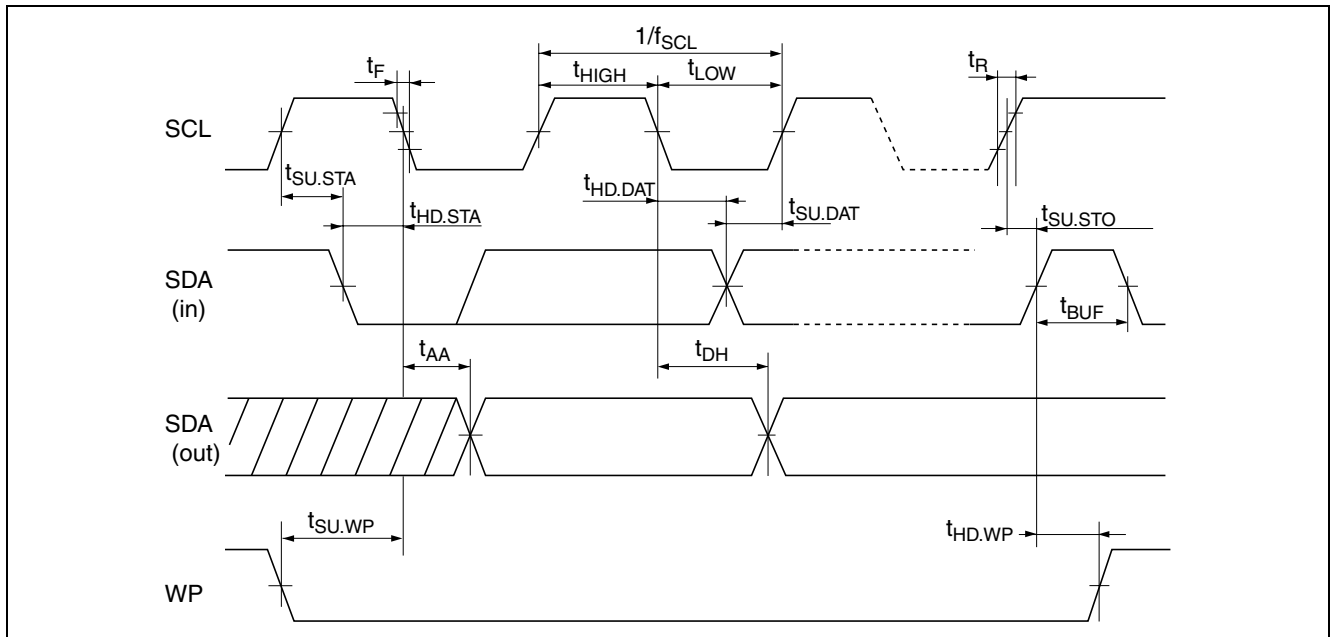 1/fSCL
tF
tHIGH
tLOW
tR
SCL
tSU.STA
tHD.STA
tHD.DAT
tSU.DAT
tSU.STO
SDA
(in)
tBUF
tAA
tDH
SDA
(out)
tSU.WP
tHD.WP
WP